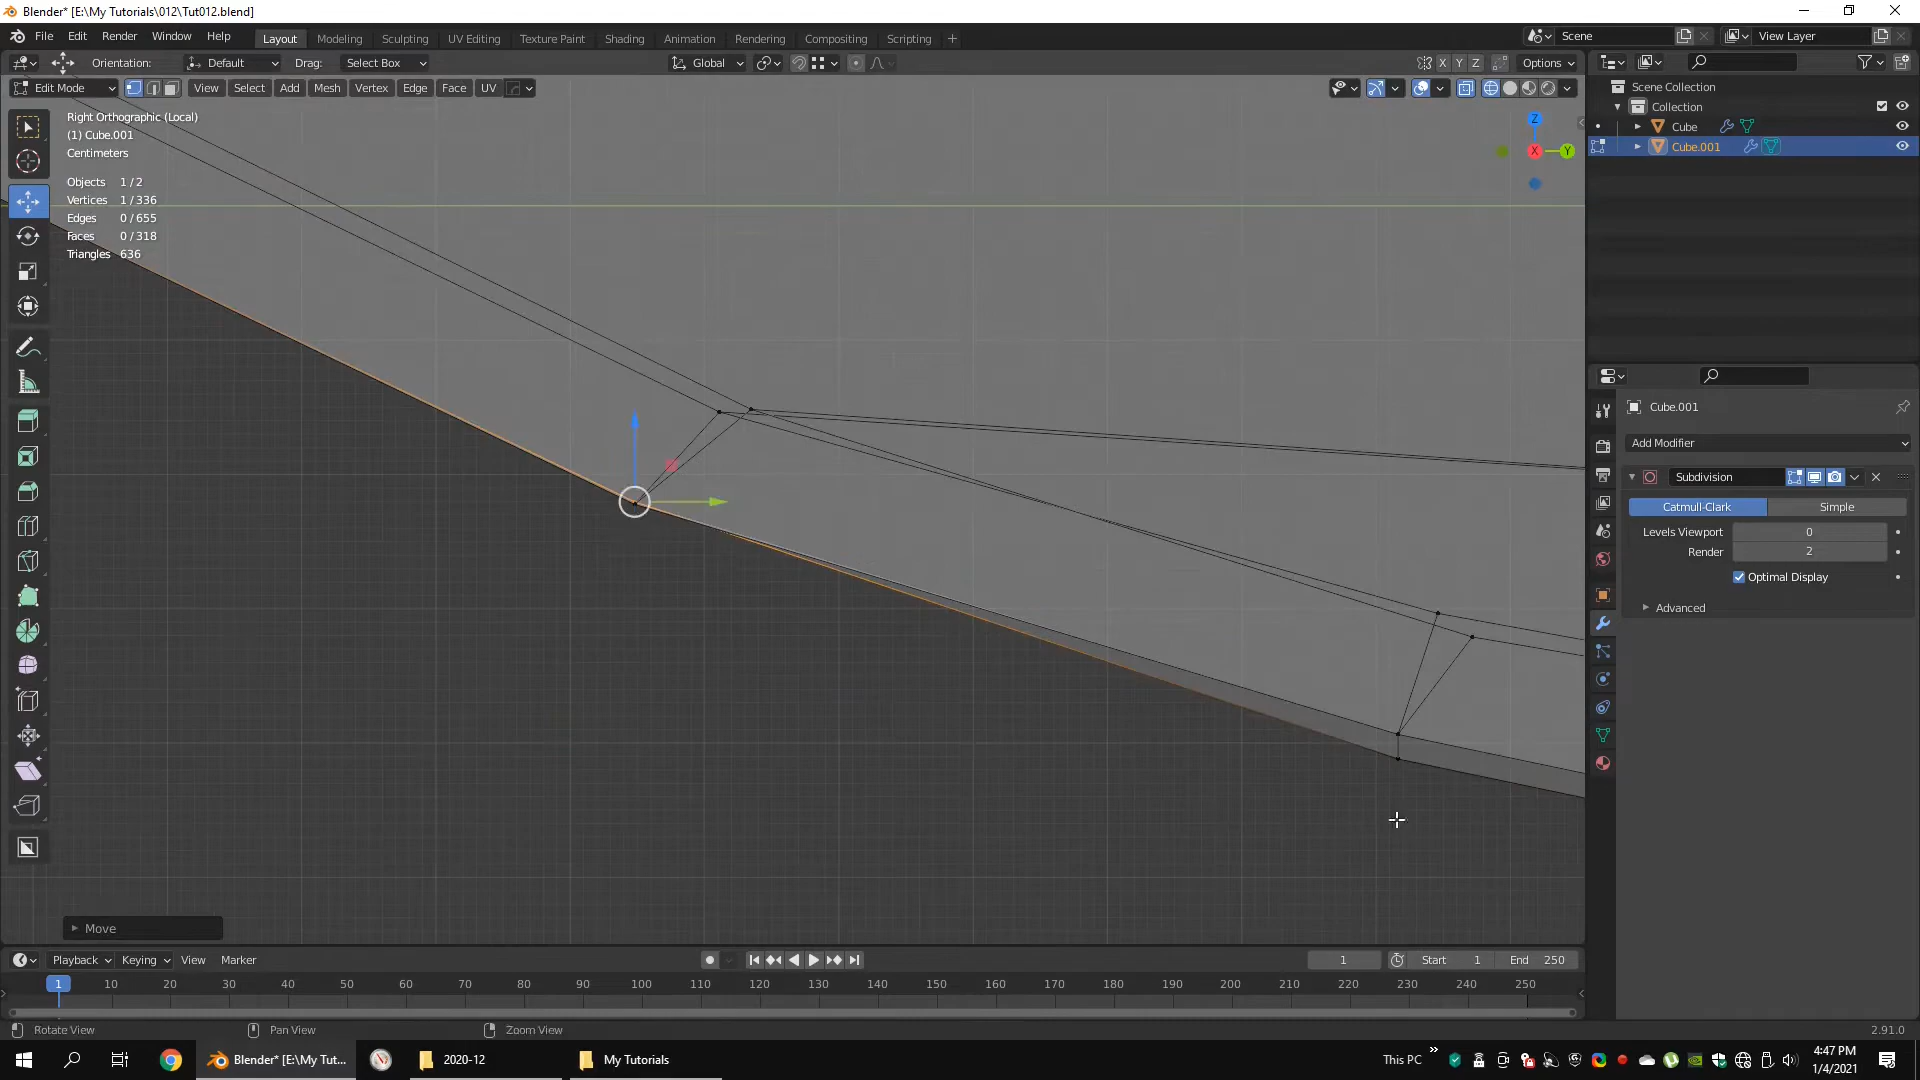 Blender* [E:\My Tutorials\012\Tut012.blend]
File Edit Render Window Help
Layout Modeling Sculpting UV Editing Texture Paint Shading Animation Rendering Compositing Scripting +
Scene View Layer
Orientation: Default Drag: Select Box Global X Y Z Options
Edit Mode View Select Add Mesh Vertex Edge Face UV
Right Orthographic (Local)
(1) Cube.001
Centimeters
Objects 1 / 2
Vertices 1 / 336
Edges 0 / 655
Faces 0 / 318
Triangles 636
Z
X
Y
Scene Collection
Collection
Cube
Cube.001
Cube.001
Add Modifier
Subdivision
Catmull-Clark Simple
Levels Viewport 0
Render 2
Optimal Display
Advanced
Move
Playback Keying View Marker 1 Start 1 End 250
1 10 20 30 40 50 60 70 80 90 100 110 120 130 140 150 160 170 180 190 200 210 220 230 240 250
Rotate View Pan View Zoom View 2.91.0
Blender* [E:\My Tut... 2020-12 My Tutorials This PC 4:47 PM
1/4/2021